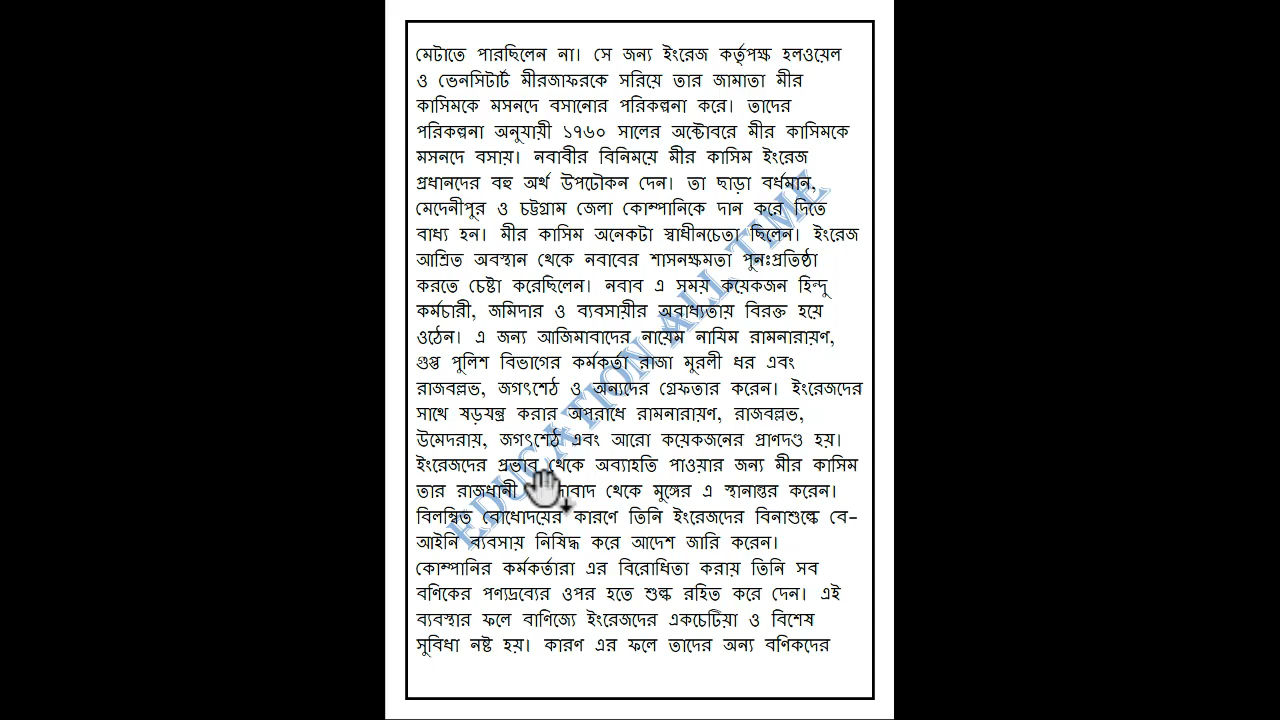 মেটাতে পারছিলেন না। সে জন্য ইংরেজ কর্তৃপক্ষ হলওয়েল
ও ভেনসিটার্ট মীরজাফরকে সরিয়ে তার জামাতা মীর
কাসিমকে মসনদে বসানোর পরিকল্পনা করে। তাদের
পরিকল্পনা অনুযায়ী ১৭৬০ সালের অক্টোবরে মীর কাসিমকে
মসনদে বসায়। নবাবীর বিনিময়ে মীর কাসিম ইংরেজ
প্রধানদের বহু অর্থ উপঢৌকন দেন। তা ছাড়া বর্ধমান,
মেদেনীপুর ও চট্টগ্রাম জেলা কোম্পানিকে দান করে দিতে
বাধ্য হন। মীর কাসিম অনেকটা স্বাধীনচেতা ছিলেন। ইংরেজ
আশ্রিত অবস্থান থেকে নবাবের শাসনক্ষমতা পুনঃপ্রতিষ্ঠা
করতে চেষ্টা করেছিলেন। নবাব এ সময় কয়েকজন হিন্দু
কর্মচারী, জমিদার ও ব্যবসায়ীর অবাধ্যতায় বিরক্ত হয়ে
ওঠেন। এ জন্য আজিমাবাদের নায়েম নাযিম রামনারায়ণ,
গুপ্ত পুলিশ বিভাগের কর্মকর্তা রাজা মুরলী ধর এবং
রাজবল্লভ, জগৎশেঠ ও অন্যদের গ্রেফতার করেন। ইংরেজদের
সাথে ষড়যন্ত্র করার অপরাধে রামনারায়ণ, রাজবল্লভ,
উমেদরায়, জগৎশেঠ এবং আরো কয়েকজনের প্রাণদণ্ড হয়।
ইংরেজদের প্রভাব থেকে অব্যাহতি পাওয়ার জন্য মীর কাসিম
তার রাজধানী থেকে মুঙ্গের এ স্থানান্তর করেন।
বিলম্বিত বোধোদয়ের কারণে তিনি ইংরেজদের বিনাশুল্কে বে-
আইনি ব্যবসায় নিষিদ্ধ করে আদেশ জারি করেন।
কোম্পানির কর্মকর্তারা এর বিরোধিতা করায় তিনি সব
বণিকের পণ্যদ্রব্যের ওপর হতে শুল্ক রহিত করে দেন। এই
ব্যবস্থার ফলে বাণিজ্যে ইংরেজদের একচেটিয়া ও বিশেষ
সুবিধা নষ্ট হয়। কারণ এর ফলে তাদের অন্য বণিকদের
EDUCATION ALL TIME